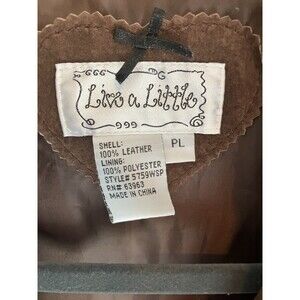 Live a Little
PL
SHELL:
100% LEATHER
LINING:
100% POLYESTER
STYLE# 5759WSP
RN# 63963
MADE IN CHINA